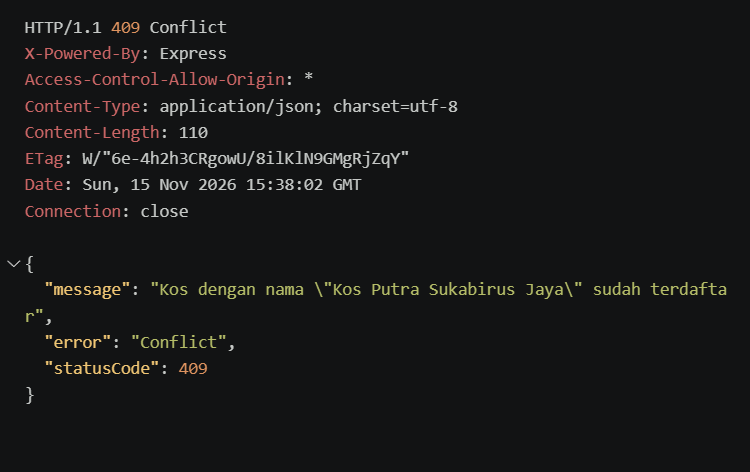 HTTP/1.1 409 Conflict
X-Powered-By: Express
Access-Control-Allow-Origin: *
Content-Type: application/json; charset=utf-8
Content-Length: 110
ETag: W/"6e-4h2h3CRgowU/8ilKlN9GMgRjZqY"
Date: Sun, 15 Nov 2026 15:38:02 GMT
Connection: close
{
"message": "Kos dengan nama \"Kos Putra Sukabirus Jaya\" sudah terdafta
r",
"error": "Conflict",
"statusCode": 409
}